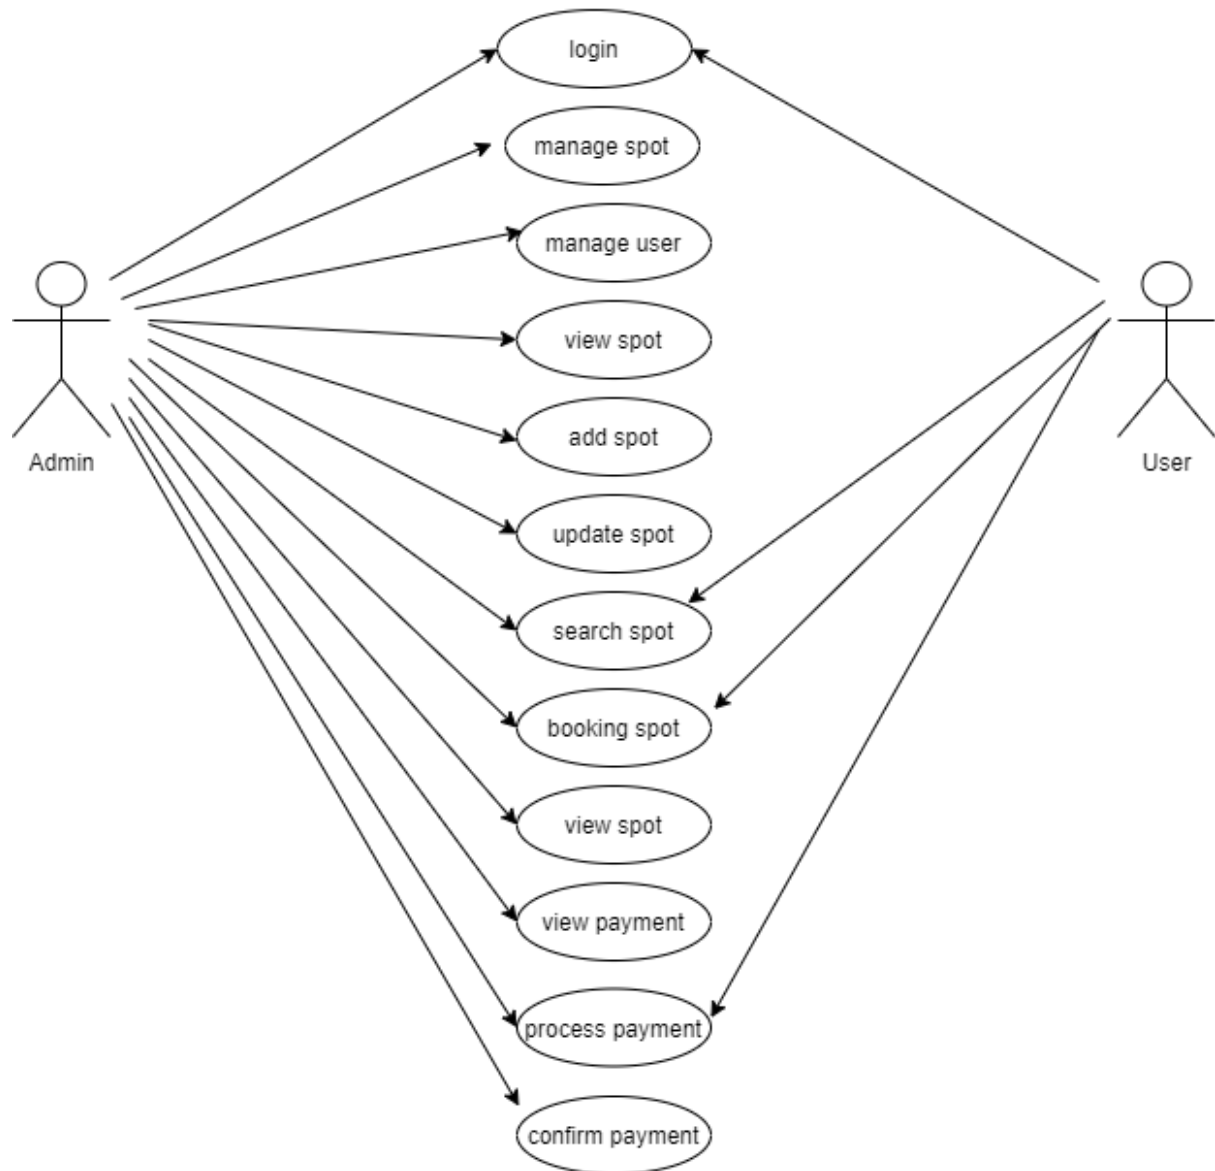 login
manage spot
manage user
view spot
add spot
Admin
User
update spot
search spot
booking spot
view spot
view payment
process payment
confirm payment